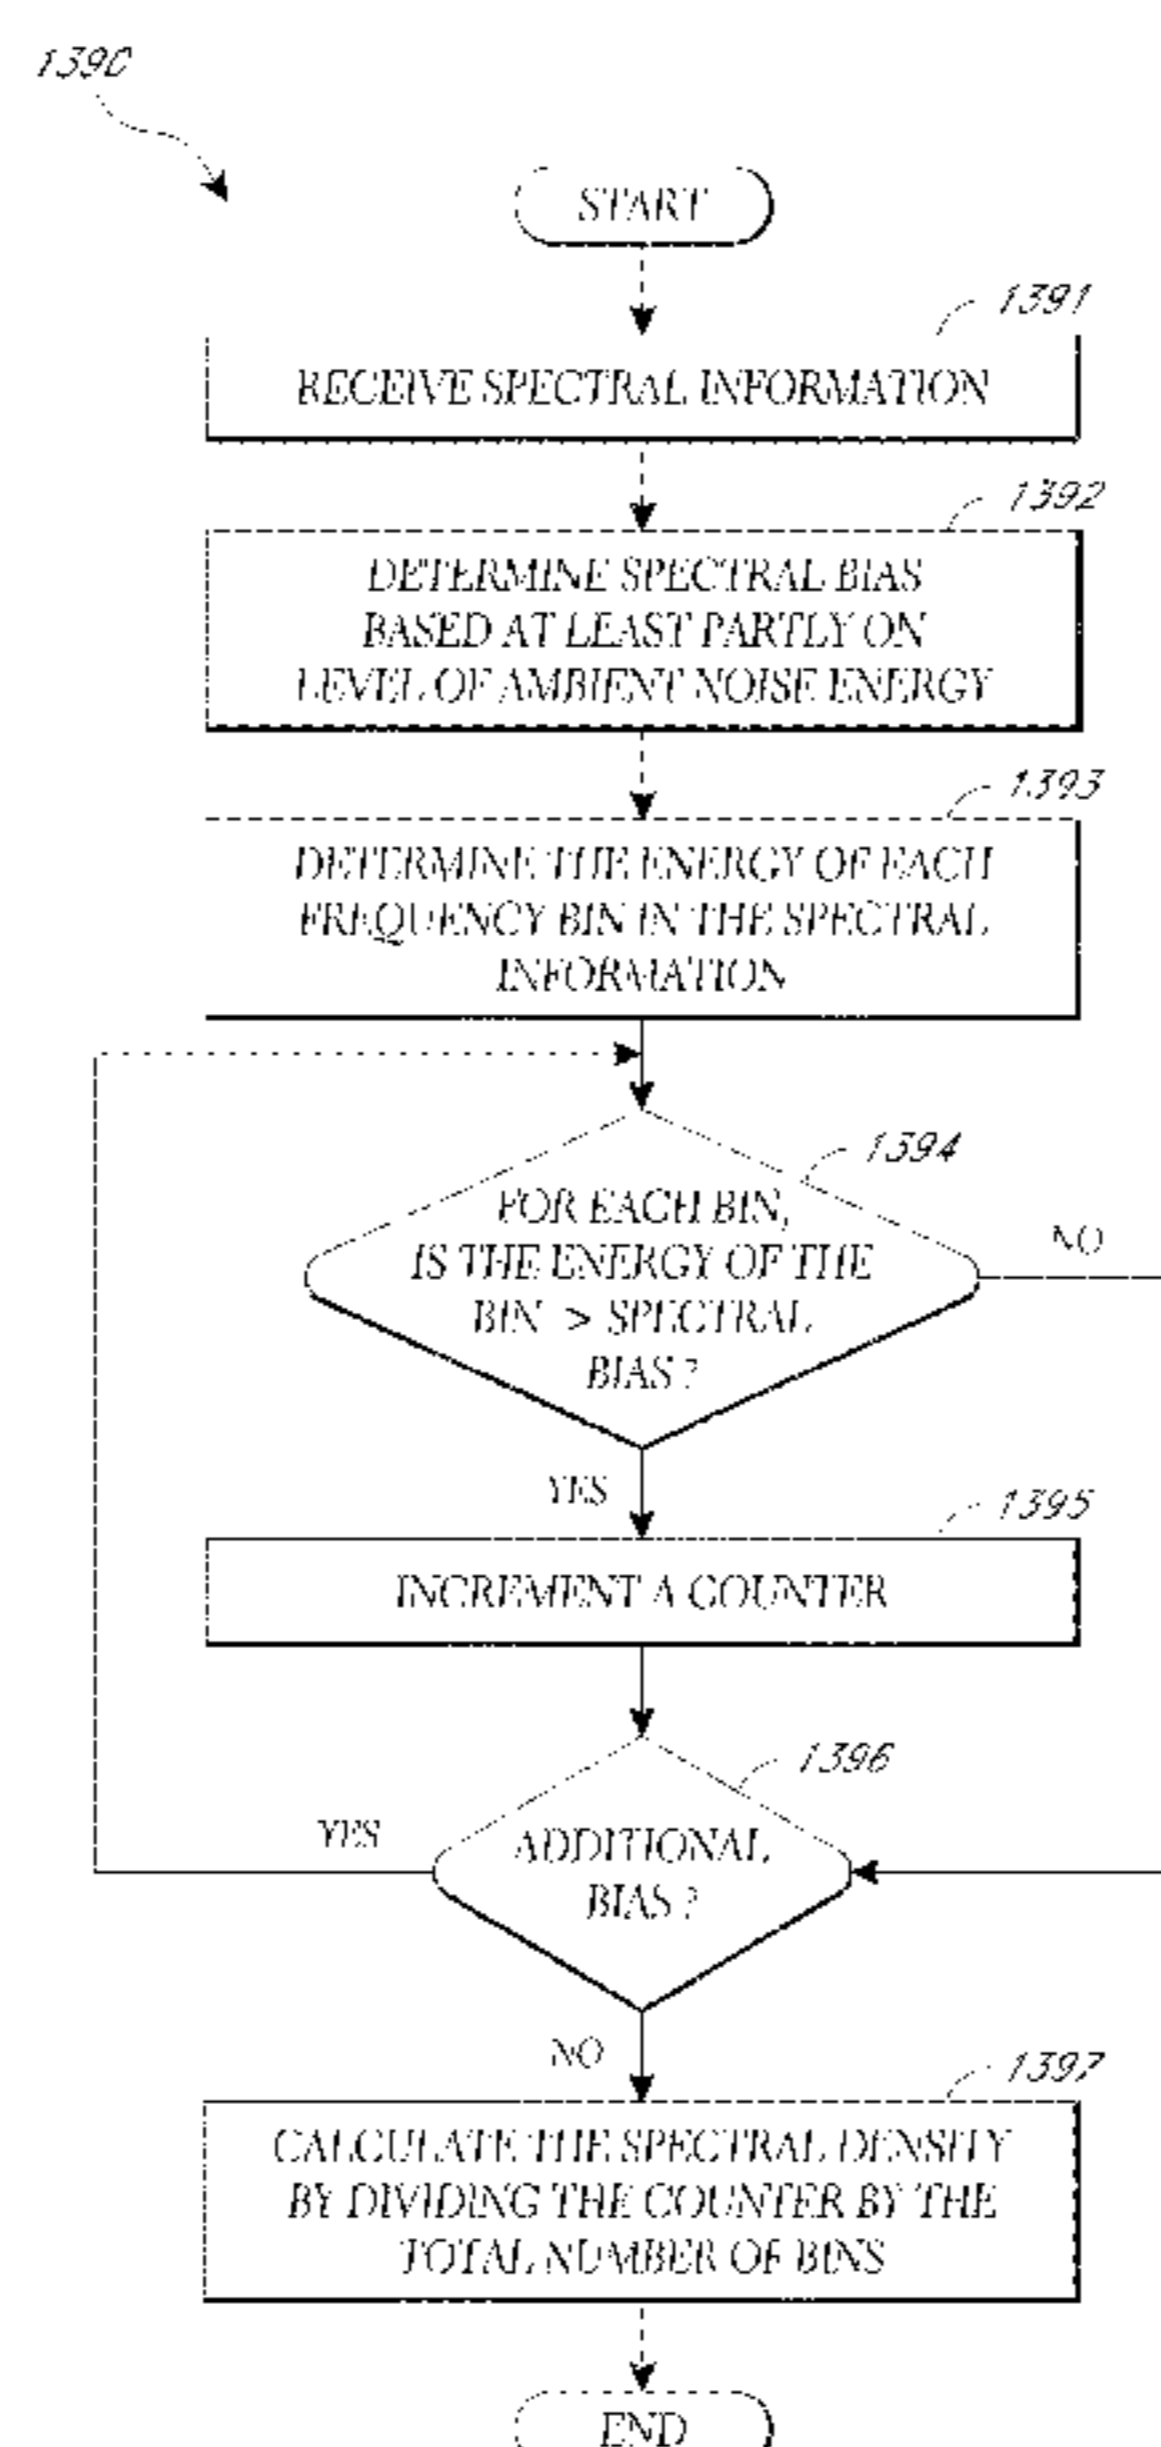 1390
START
1391
RECEIVE SPECTRAL INFORMATION
1392
DETERMINE SPECTRAL BIAS
BASED AT LEAST PARTLY ON
LEVEL OF AMBIENT NOISE ENERGY
1393
DETERMINE THE ENERGY OF EACH
FREQUENCY BIN IN THE SPECTRAL
INFORMATION
1394
FOR EACH BIN,
IS THE ENERGY OF THE
BIN > SPECTRAL
BIAS ?
NO
YES
1395
INCREMENT A COUNTER
1396
ADDITIONAL
BIAS ?
YES
NO
1397
CALCULATE THE SPECTRAL DENSITY
BY DIVIDING THE COUNTER BY THE
TOTAL NUMBER OF BINS
END